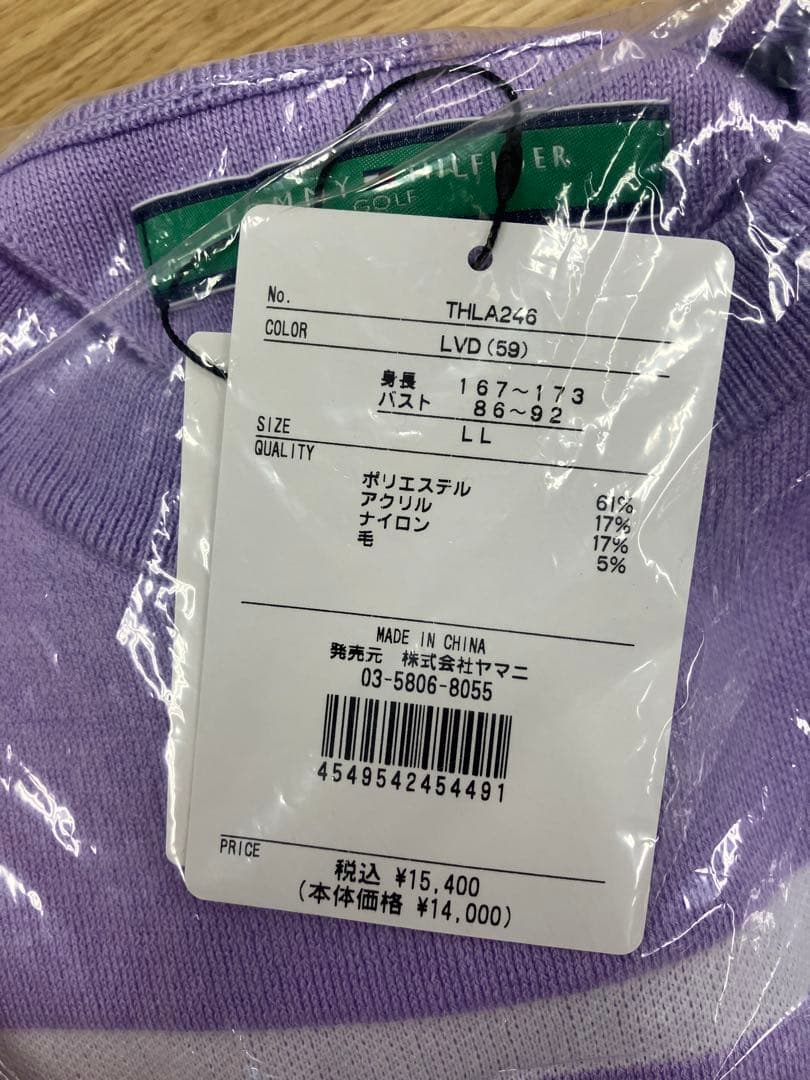 TOMMY HILFIGER
GOLF
No. THLA246
COLOR LVD(59)
身長 167~173
バスト 86~92
SIZE LL
QUALITY
ポリエステル 61%
アクリル 17%
ナイロン 17%
毛 5%
MADE IN CHINA
発売元 株式会社ヤマニ
03-5806-8055
4549542454491
PRICE
税込 ¥15,400
(本体価格 ¥14,000)